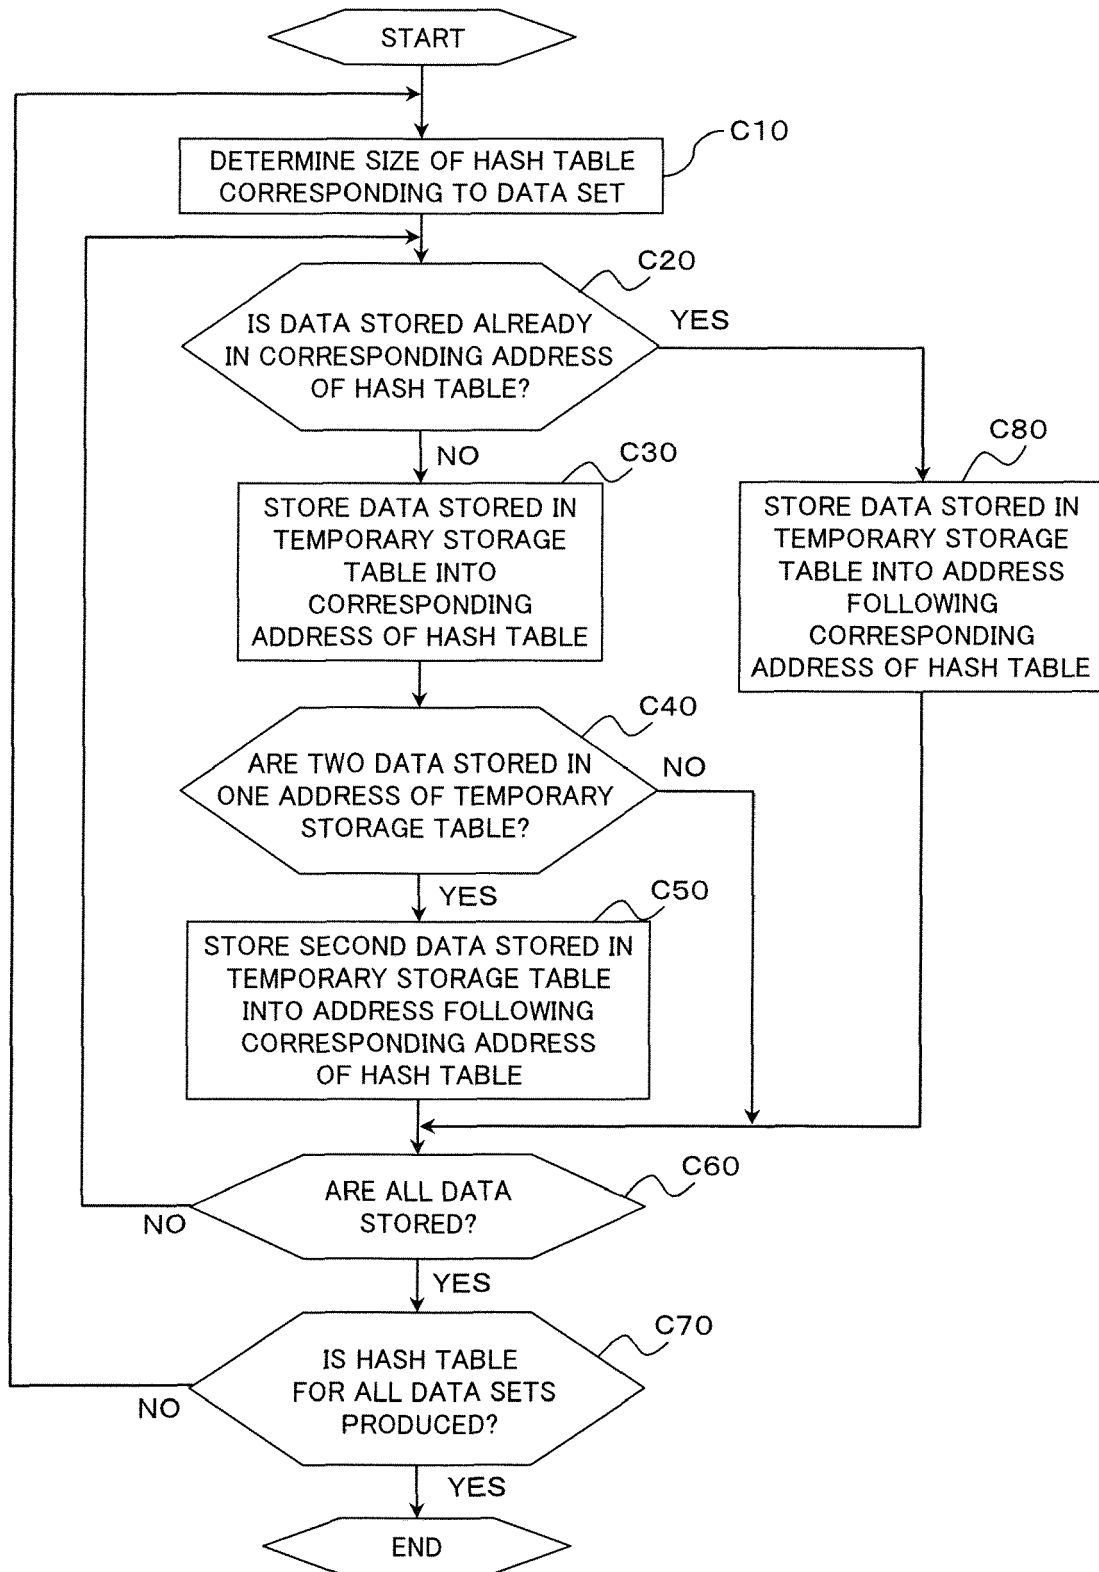 START
C10
DETERMINE SIZE OF HASH TABLE
CORRESPONDING TO DATA SET
C20
IS DATA STORED ALREADY
IN CORRESPONDING ADDRESS
OF HASH TABLE?
YES
NO
C30
STORE DATA STORED IN
TEMPORARY STORAGE
TABLE INTO
CORRESPONDING
ADDRESS OF HASH TABLE
C80
STORE DATA STORED IN
TEMPORARY STORAGE
TABLE INTO ADDRESS
FOLLOWING
CORRESPONDING
ADDRESS OF HASH TABLE
C40
ARE TWO DATA STORED IN
ONE ADDRESS OF TEMPORARY
STORAGE TABLE?
NO
YES
C50
STORE SECOND DATA STORED IN
TEMPORARY STORAGE TABLE
INTO ADDRESS FOLLOWING
CORRESPONDING ADDRESS
OF HASH TABLE
C60
ARE ALL DATA
STORED?
NO
YES
C70
IS HASH TABLE
FOR ALL DATA SETS
PRODUCED?
NO
YES
END